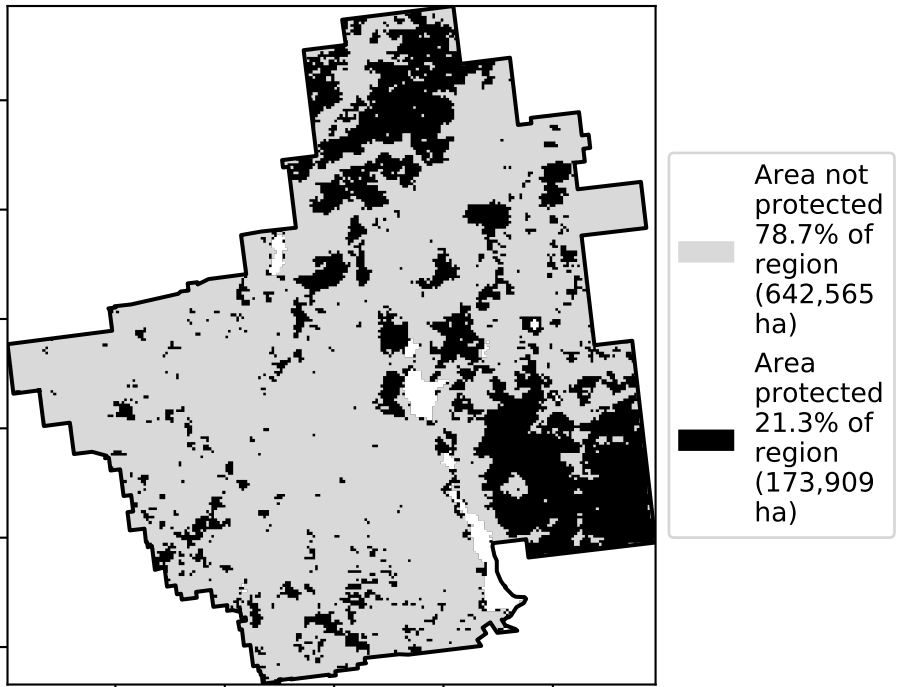 Area not
protected
78.7% of
region
(642,565
ha)
Area
protected
21.3% of
region
(173,909
ha)